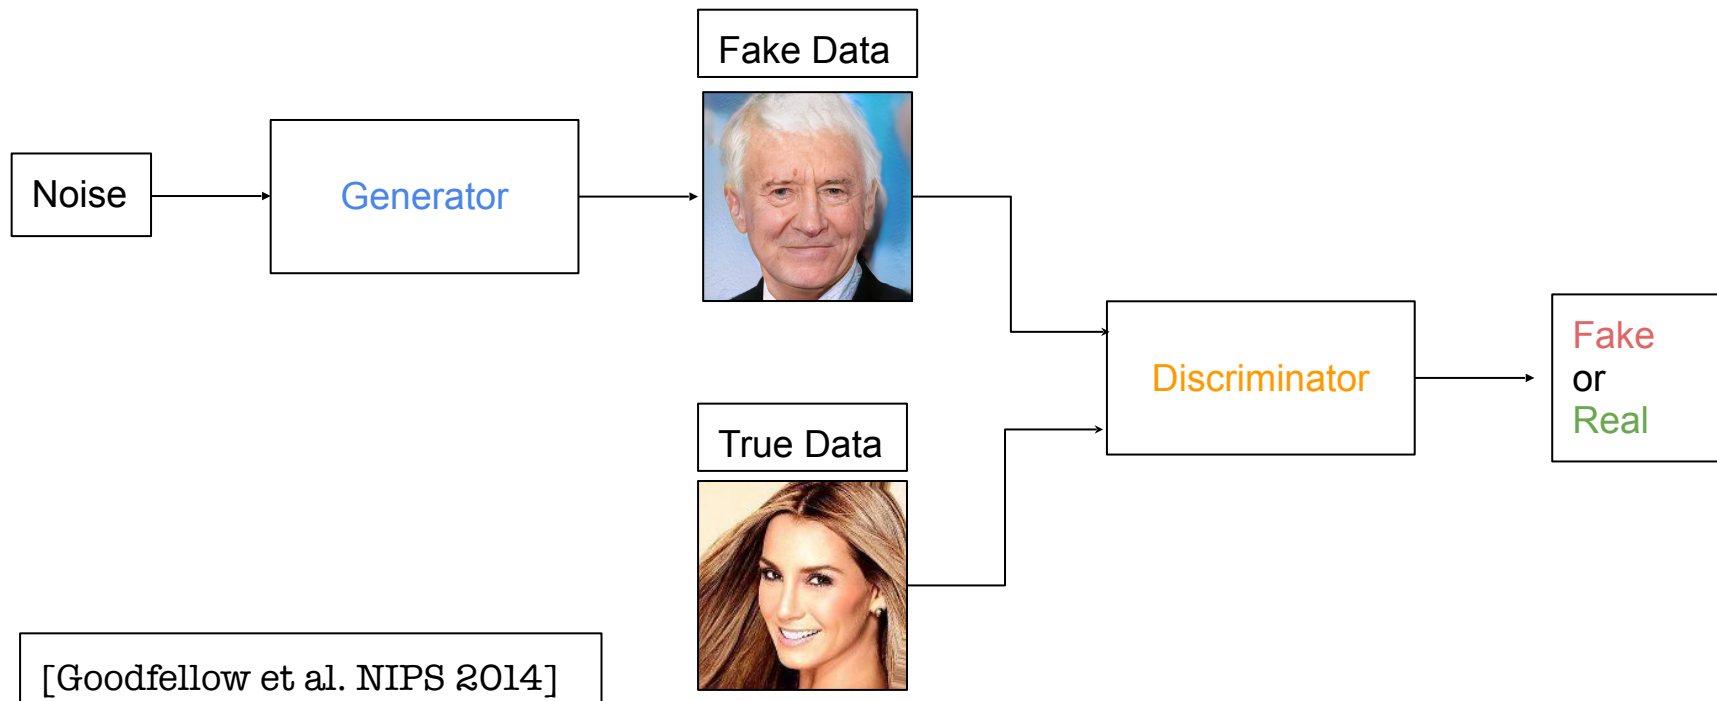 Fake Data
Noise
Generator
Discriminator
Fake
or
Real
True Data
[Goodfellow et al. NIPS 2014]